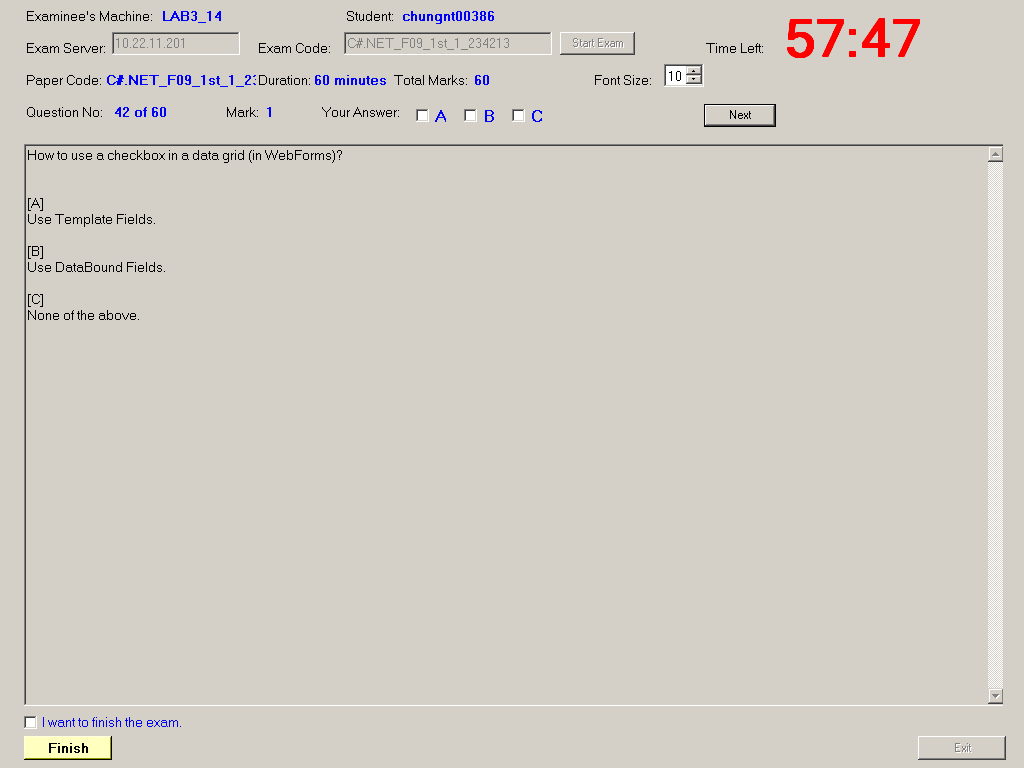 Examinee's Machine: LAB3_14 Student: chungnt00386
57:47
Exam Server: 10.22.11.201 Exam Code: C#.NET_F09_1st_1_234213 Start Exam Time Left:
Paper Code: C#.NET_F09_1st_1_23 Duration: 60 minutes Total Marks: 60 Font Size: 10
Question No: 42 of 60 Mark: 1 Your Answer: A B C Next
How to use a checkbox in a data grid (in WebForms)?
[A]
Use Template Fields.
[B]
Use DataBound Fields.
[C]
None of the above.
I want to finish the exam.
Finish Exit